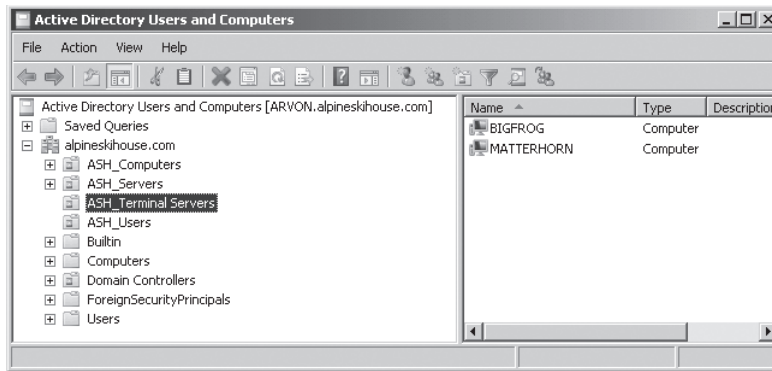 Active Directory Users and Computers
File Action View Help
Active Directory Users and Computers [ARVON.alpineskihouse.com]
Saved Queries
alpineskihouse.com
ASH_Computers
ASH_Servers
ASH_Terminal Servers
ASH_Users
Builtin
Computers
Domain Controllers
ForeignSecurityPrincipals
Users
Name Type Description
BIGFROG Computer
MATTERHORN Computer